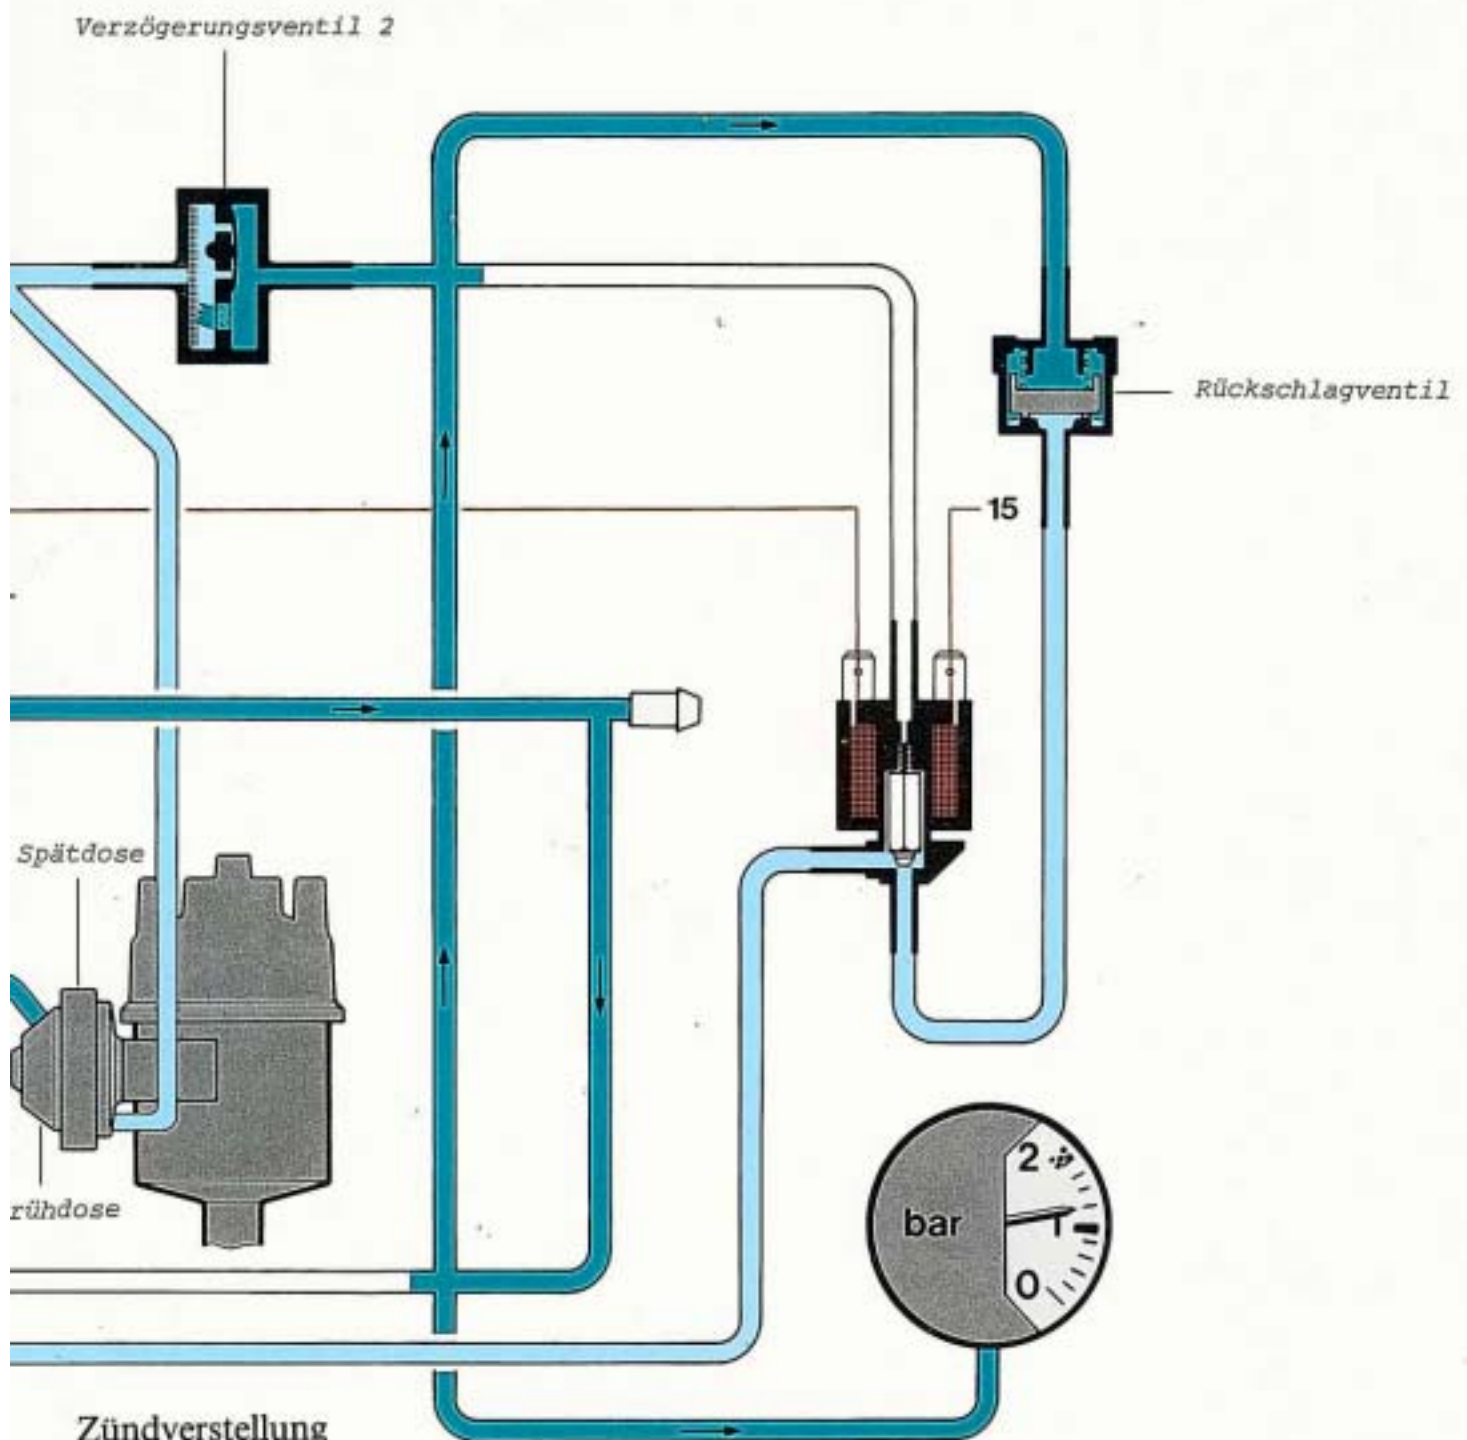 Verzögerungsventil 2
Rückschlagventil
15
Spätdose
rühdose
2
bar
1
0
Zündverstellung